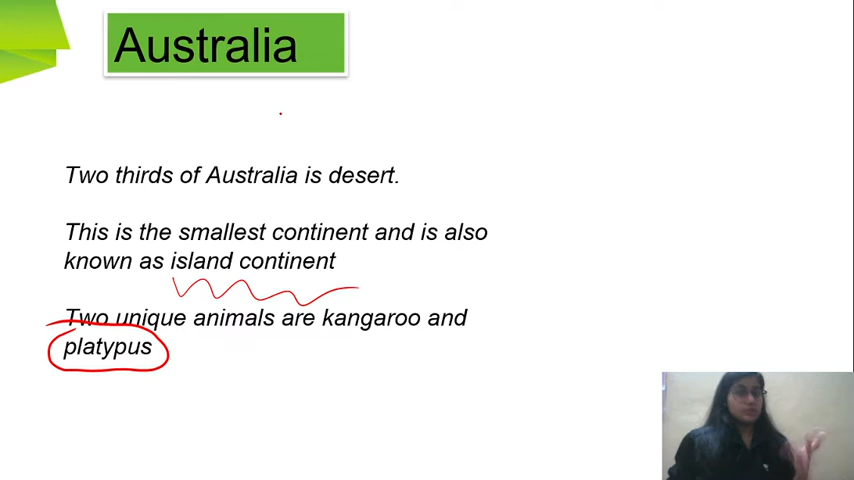 Australia
Two thirds of Australia is desert.
This is the smallest continent and is also
known as island continent
Two unique animals are kangaroo and
platypus